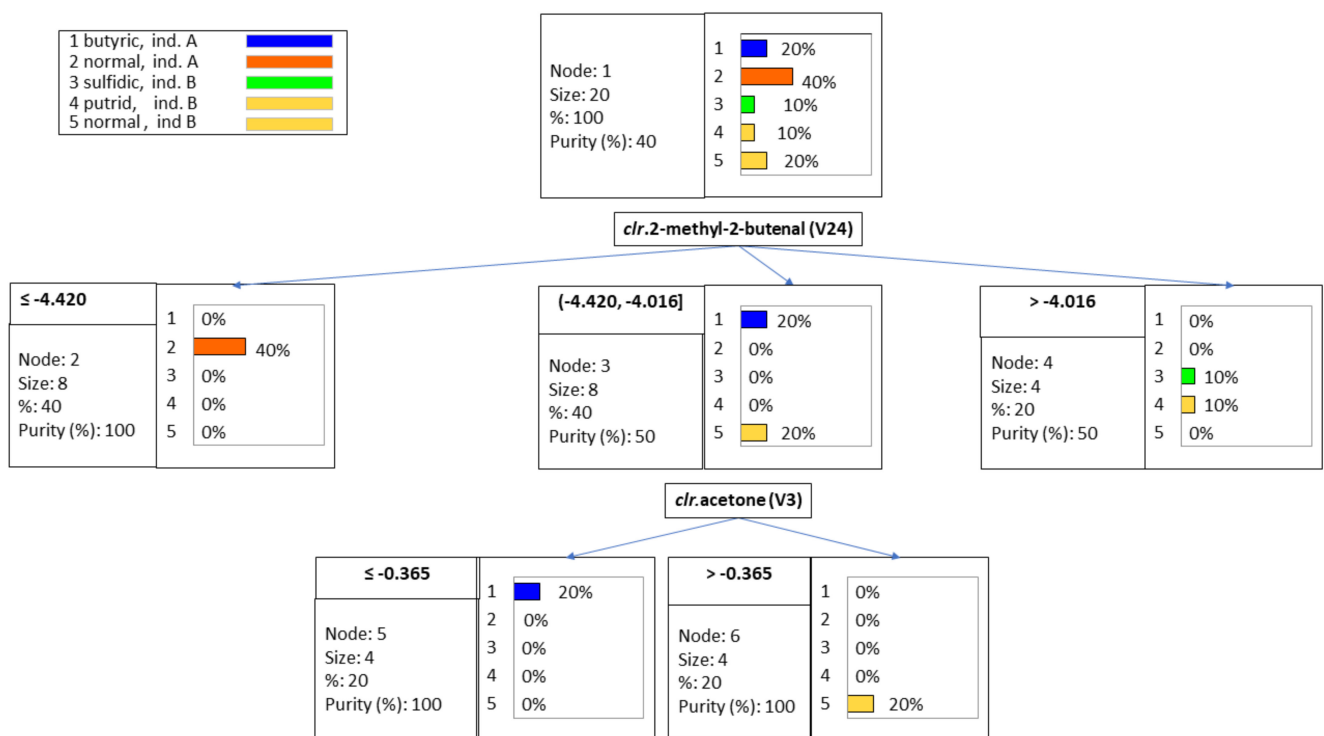 1 butyric, ind. A
2 normal, ind. A
3 sulfidic, ind. B
4 putrid, ind. B
5 normal, ind B
Node: 1
Size: 20
%: 100
Purity (%): 40
1 20%
2 40%
3 10%
4 10%
5 20%
clr.2-methyl-2-butenal (V24)
≤ -4.420
Node: 2
Size: 8
%: 40
Purity (%): 100
1 0%
2 40%
3 0%
4 0%
5 0%
(-4.420, -4.016]
Node: 3
Size: 8
%: 40
Purity (%): 50
1 20%
2 0%
3 0%
4 0%
5 20%
> -4.016
Node: 4
Size: 4
%: 20
Purity (%): 50
1 0%
2 0%
3 10%
4 10%
5 0%
clr.acetone (V3)
≤ -0.365
Node: 5
Size: 4
%: 20
Purity (%): 100
1 20%
2 0%
3 0%
4 0%
5 0%
> -0.365
Node: 6
Size: 4
%: 20
Purity (%): 100
1 0%
2 0%
3 0%
4 0%
5 20%